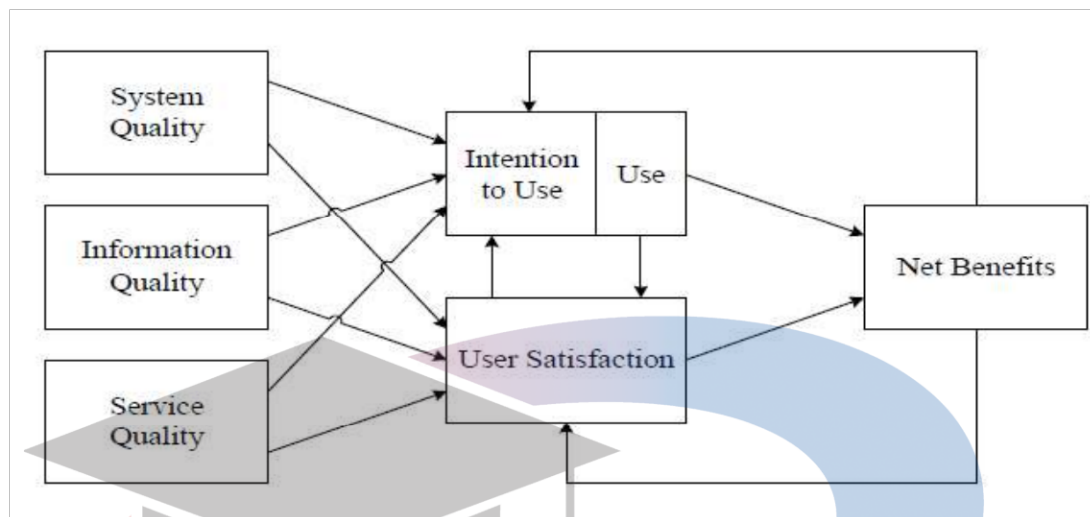 System
Quality
Intention
to Use
Use
Information
Quality
Net Benefits
User Satisfaction
Service
Quality